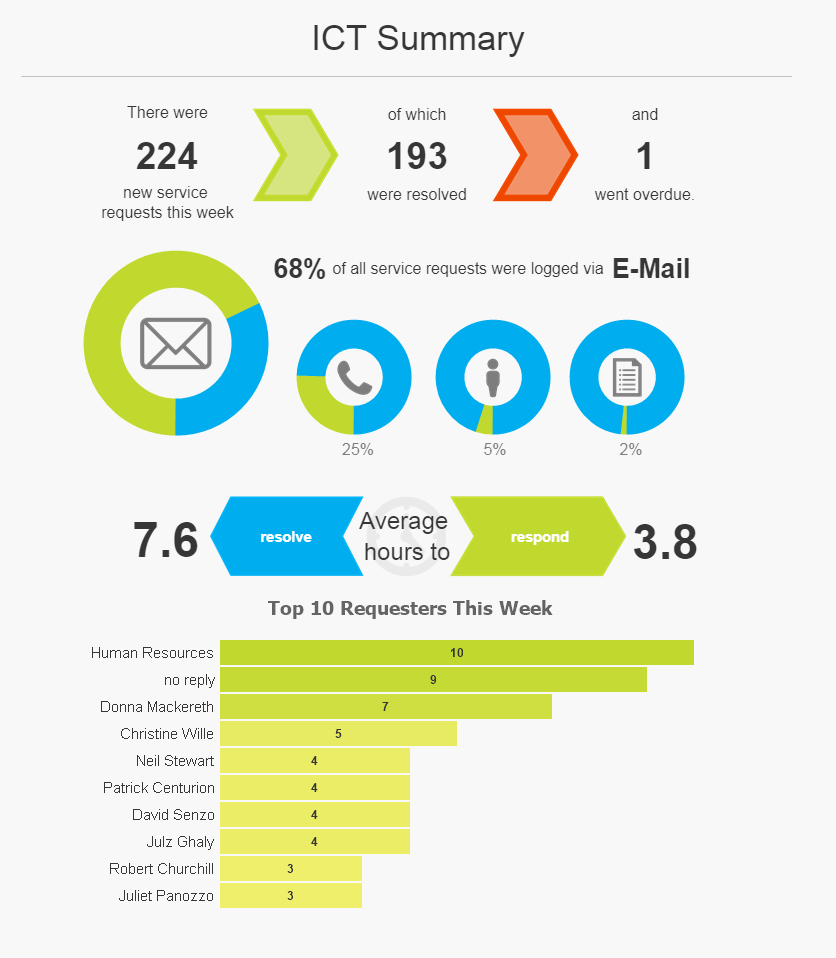 ICT Summary
There were
224
new service
requests this week
of which
193
were resolved
and
1
went overdue.
68% of all service requests were logged via E-Mail
25%
5%
2%
7.6
resolve
Average
hours to
respond
3.8
Top 10 Requesters This Week
Human Resources 10
no reply 9
Donna Mackereth 7
Christine Wille 5
Neil Stewart 4
Patrick Centurion 4
David Senzo 4
Julz Ghaly 4
Robert Churchill 3
Juliet Panozzo 3